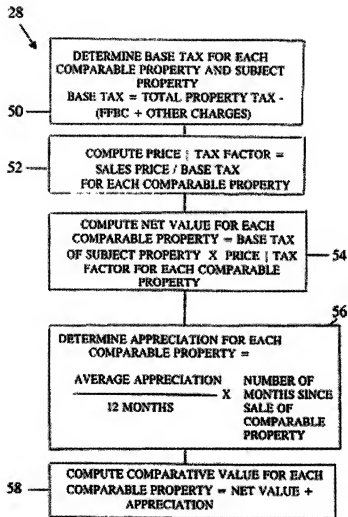 28
DETERMINE BASE TAX FOR EACH
COMPARABLE PROPERTY AND SUBJECT
PROPERTY
BASE TAX = TOTAL PROPERTY TAX -
(FFBC + OTHER CHARGES)
50
COMPUTE PRICE | TAX FACTOR =
SALES PRICE / BASE TAX
FOR EACH COMPARABLE PROPERTY
52
COMPUTE NET VALUE FOR EACH
COMPARABLE PROPERTY = BASE TAX
OF SUBJECT PROPERTY X PRICE | TAX
FACTOR FOR EACH COMPARABLE
PROPERTY
54
56
DETERMINE APPRECIATION FOR EACH
COMPARABLE PROPERTY =
AVERAGE APPRECIATION
12 MONTHS
X
NUMBER OF
MONTHS SINCE
SALE OF
COMPARABLE
PROPERTY
COMPUTE COMPARATIVE VALUE FOR EACH
COMPARABLE PROPERTY = NET VALUE +
APPRECIATION
58